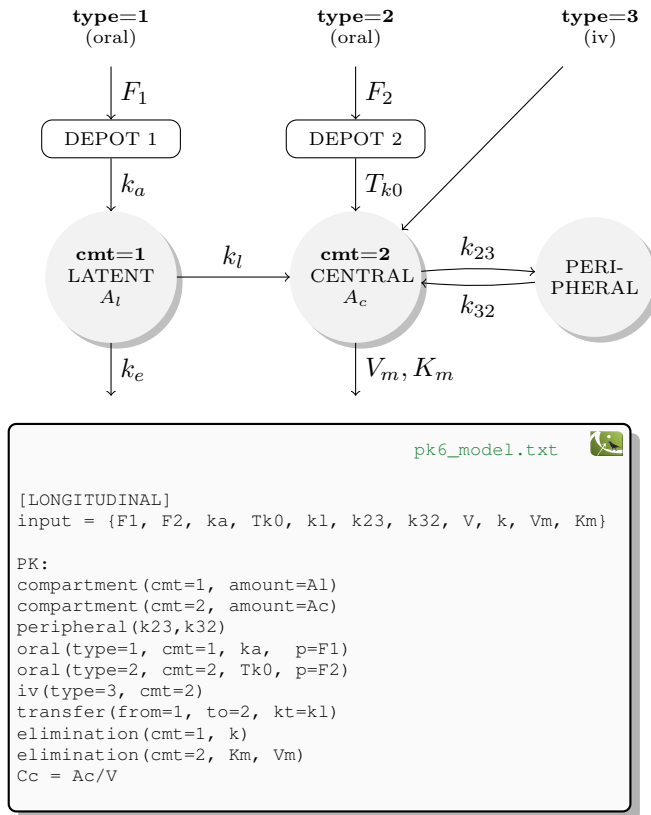 type=1 type=2 type=3
(oral) (oral) (iv)
F1 F2
DEPOT 1 DEPOT 2
ka Tk0
cmt=1 kl cmt=2 k23 PERI-
LATENT CENTRAL PHERAL
Al Ac k32
ke Vm, Km
pk6_model.txt
[LONGITUDINAL]
input = {F1, F2, ka, Tk0, kl, k23, k32, V, k, Vm, Km}
PK:
compartment(cmt=1, amount=Al)
compartment(cmt=2, amount=Ac)
peripheral(k23,k32)
oral(type=1, cmt=1, ka,  p=F1)
oral(type=2, cmt=2, Tk0, p=F2)
iv(type=3, cmt=2)
transfer(from=1, to=2, kt=kl)
elimination(cmt=1, k)
elimination(cmt=2, Km, Vm)
Cc = Ac/V